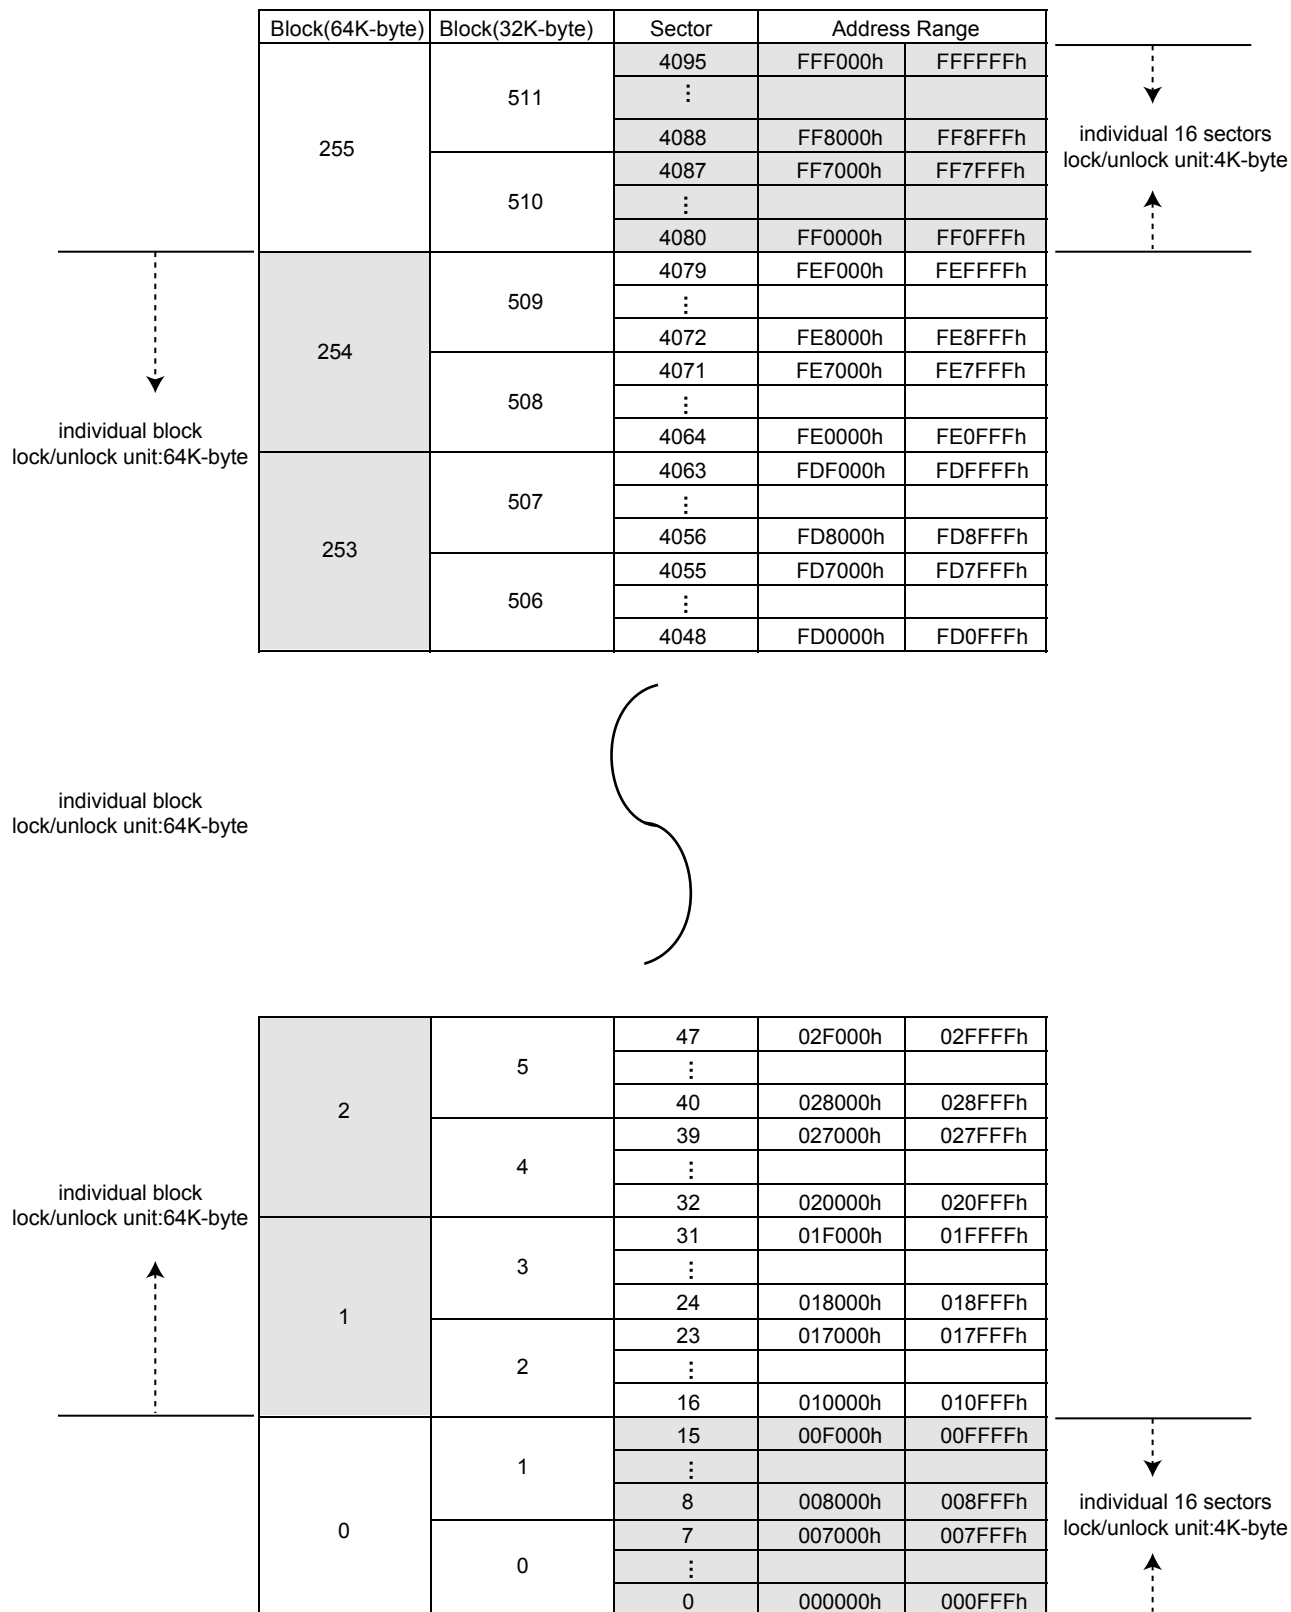 Block(64K-byte) Block(32K-byte) Sector Address Range
4095 FFF000h FFFFFFh
511 ⋮
4088 FF8000h FF8FFFh
255
individual 16 sectors
lock/unlock unit:4K-byte
4087 FF7000h FF7FFFh
510 ⋮
4080 FF0000h FF0FFFh
4079 FEF000h FEFFFFh
509 ⋮
4072 FE8000h FE8FFFh
254
4071 FE7000h FE7FFFh
508 ⋮
4064 FE0000h FE0FFFh
individual block
lock/unlock unit:64K-byte
4063 FDF000h FDFFFFh
507 ⋮
4056 FD8000h FD8FFFh
253
4055 FD7000h FD7FFFh
506 ⋮
4048 FD0000h FD0FFFh
individual block
lock/unlock unit:64K-byte
47 02F000h 02FFFFh
5 ⋮
40 028000h 028FFFh
2
39 027000h 027FFFh
4 ⋮
32 020000h 020FFFh
individual block
lock/unlock unit:64K-byte
31 01F000h 01FFFFh
3 ⋮
24 018000h 018FFFh
1
23 017000h 017FFFh
2 ⋮
16 010000h 010FFFh
15 00F000h 00FFFFh
1 ⋮
8 008000h 008FFFh
0
individual 16 sectors
lock/unlock unit:4K-byte
7 007000h 007FFFh
0 ⋮
0 000000h 000FFFh